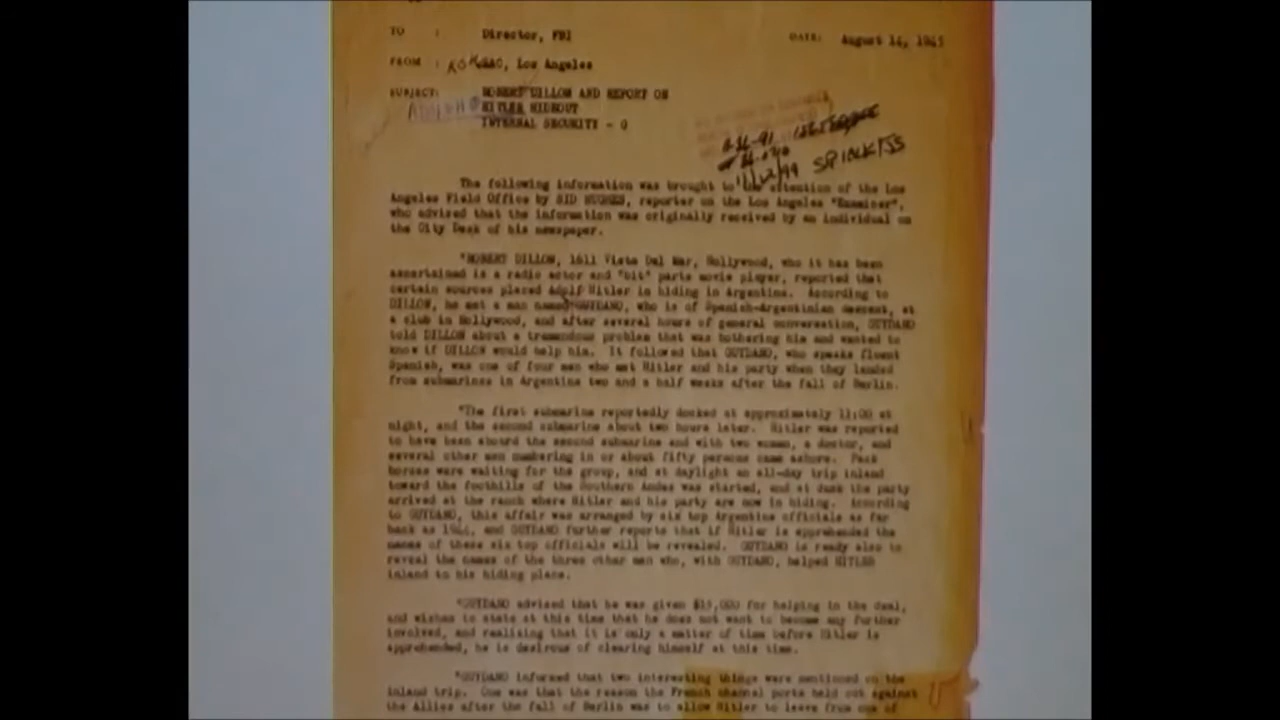 TO : Director, FBI DATE: August 14, 1945
FROM : SAC, Los Angeles
SUBJECT: ROBERT DILLON AND REPORT ON
HITLER HIDEOUT
INTERNAL SECURITY - G
The following information was brought to the attention of the Los
Angeles Field Office by SID HUGHES, reporter on the Los Angeles "Examiner",
who advised that the information was originally received by an individual on
the City Desk of his newspaper.
"ROBERT DILLON, 1611 Vista Del Mar, Hollywood, who it has been
ascertained is a radio actor and "bit" parts movie player, reported that
certain sources placed Adolf Hitler in hiding in Argentina. According to
DILLON, he met a man named who is of Spanish-Argentinian descent, at
a club in Hollywood, and after several hours of general conversation,
told DILLON about a tremendous problem that was bothering him and wanted to
know if DILLON would help him. It followed that who speaks fluent
Spanish, was one of four men who met Hitler and his party when they landed
from submarines in Argentina two and a half weeks after the fall of Berlin.
"The first submarine reportedly docked at approximately 11:00 at
night, and the second submarine about two hours later. Hitler was reported
to have been aboard the second submarine and with two women, a doctor, and
several other men numbering in or about fifty persons came ashore. Pack
horses were waiting for the group, and at daylight an all-day trip inland
toward the foothills of the Southern Andes was started, and at dusk the party
arrived at the ranch where Hitler and his party are now in hiding. According
to this affair was arranged by six top Argentine officials as far
back as 1944, and further reports that if Hitler is apprehended the
names of these six top officials will be revealed. is ready also to
reveal the names of the three other men who, with helped HITLER
inland to his hiding place.
advised that he was given for helping in the deal,
and wishes to state at this time that he does not want to become any further
involved, and realizing that it is only a matter of time before Hitler is
apprehended, he is desirous of clearing himself at this time.
informed that two interesting things were mentioned on the
inland trip. One was that the reason the French channel ports held out against
the Allies after the fall of Berlin was to allow Hitler to leave from one of